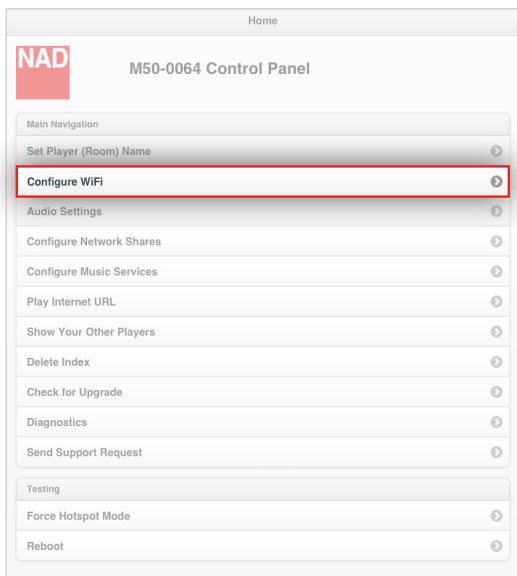 Home
NAD
M50-0064 Control Panel
Main Navigation
Set Player (Room) Name
Configure WiFi
Audio Settings
Configure Network Shares
Configure Music Services
Play Internet URL
Show Your Other Players
Delete Index
Check for Upgrade
Diagnostics
Send Support Request
Testing
Force Hotspot Mode
Reboot